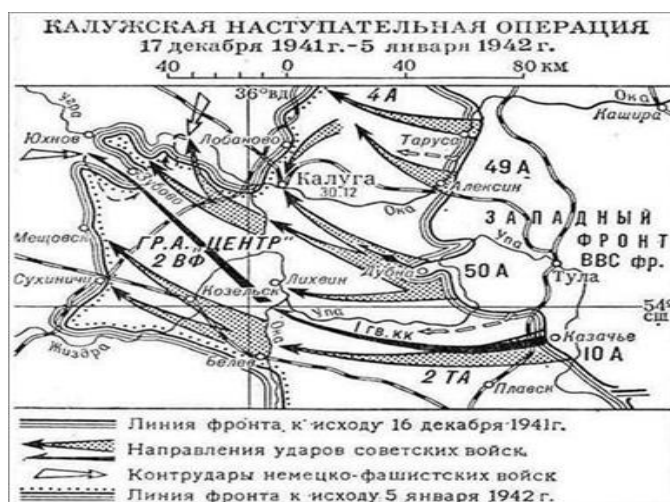 КАЛУЖСКАЯ НАСТУПАТЕЛЬНАЯ ОПЕРАЦИЯ
17 декабря 1941 г. - 5 января 1942 г.
40 0 40 80 км
36° вд
Угра
4 А
Ока
Кашира
Юхнов
Лобаново
Таруса
Зубово
Калуга
30.12
49 А
Алексин
Ока
ЗАПАДНЫЙ
ФРОНТ
ВВС фр.
Мещовск
ГР. А. „ЦЕНТР"
2 ВФ
Упа
Дубна
50 А
Тула
Сухиничи
Лихвин
Козельск
54°
сш
Упа
1 гв. кк
Казачье
Ока
Жиздра
Белев
10 А
2 ТА
Плавск
Линия фронта к исходу 16 декабря 1941г.
Направления ударов советских войск.
Контрудары немецко-фашистских войск
Линия фронта к исходу 5 января 1942 г.